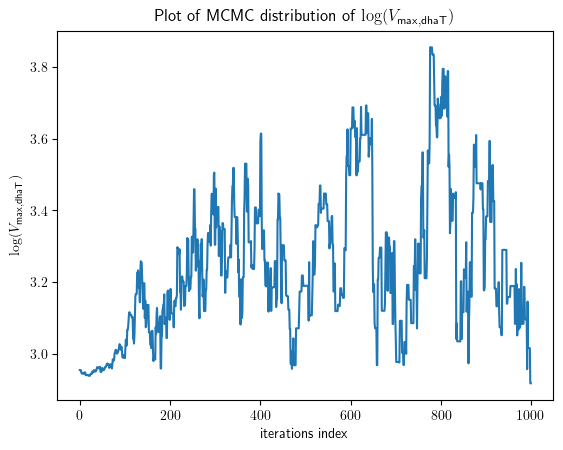 Plot of MCMC distribution of log(V_max,dhaT)
log(V_max,dhaT)
3.8
3.6
3.4
3.2
3.0
0 200 400 600 800 1000
iterations index